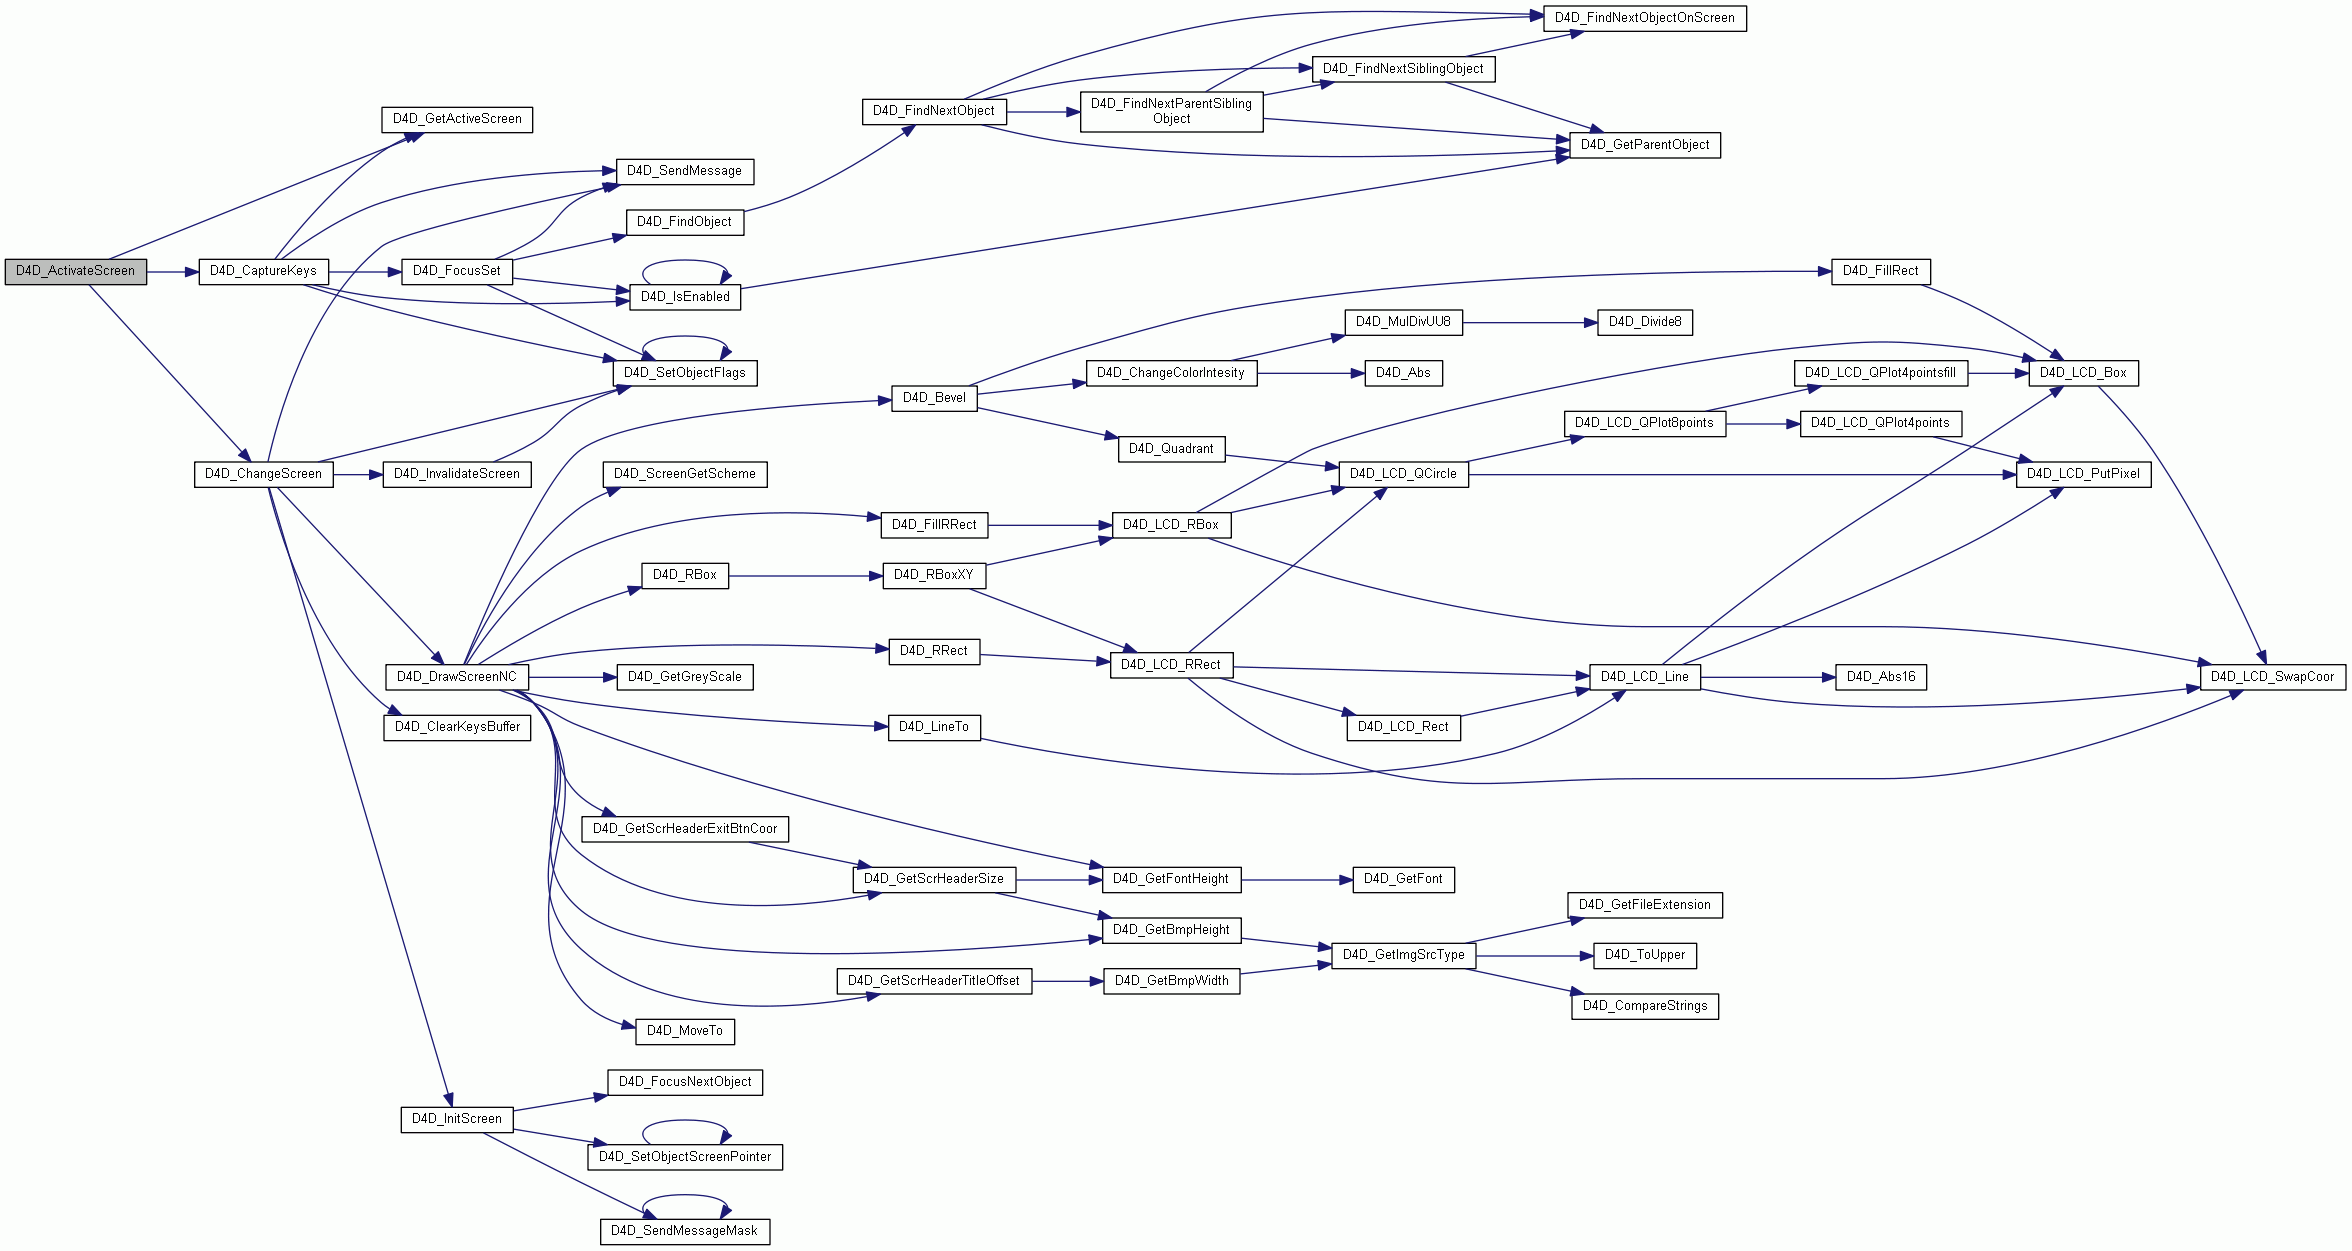 D4D_FindNextObjectOnScreen
D4D_FindNextSiblingObject
D4D_FindNextObject
D4D_FindNextParentSibling
Object
D4D_GetActiveScreen
D4D_GetParentObject
D4D_SendMessage
D4D_FindObject
D4D_ActivateScreen
D4D_CaptureKeys
D4D_FocusSet
D4D_FillRect
D4D_IsEnabled
D4D_MulDivUU8
D4D_Divide8
D4D_SetObjectFlags
D4D_ChangeColorIntesity
D4D_Abs
D4D_LCD_QPlot4pointsfill
D4D_LCD_Box
D4D_Bevel
D4D_LCD_QPlot8points
D4D_LCD_QPlot4points
D4D_Quadrant
D4D_ChangeScreen
D4D_InvalidateScreen
D4D_ScreenGetScheme
D4D_LCD_QCircle
D4D_LCD_PutPixel
D4D_FillRRect
D4D_LCD_RBox
D4D_RBox
D4D_RBoxXY
D4D_RRect
D4D_LCD_RRect
D4D_DrawScreenNC
D4D_GetGreyScale
D4D_LCD_Line
D4D_Abs16
D4D_LCD_SwapCoor
D4D_ClearKeysBuffer
D4D_LineTo
D4D_LCD_Rect
D4D_GetScrHeaderExitBtnCoor
D4D_GetScrHeaderSize
D4D_GetFontHeight
D4D_GetFont
D4D_GetFileExtension
D4D_GetBmpHeight
D4D_GetImgSrcType
D4D_ToUpper
D4D_GetScrHeaderTitleOffset
D4D_GetBmpWidth
D4D_CompareStrings
D4D_MoveTo
D4D_FocusNextObject
D4D_InitScreen
D4D_SetObjectScreenPointer
D4D_SendMessageMask